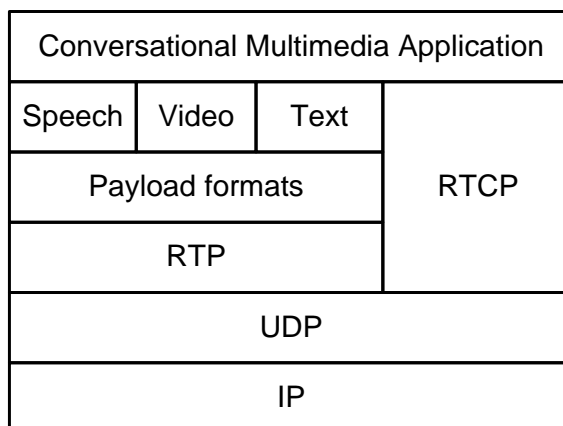 Conversational Multimedia Application
Speech Video Text
Payload formats RTCP
RTP
UDP
IP